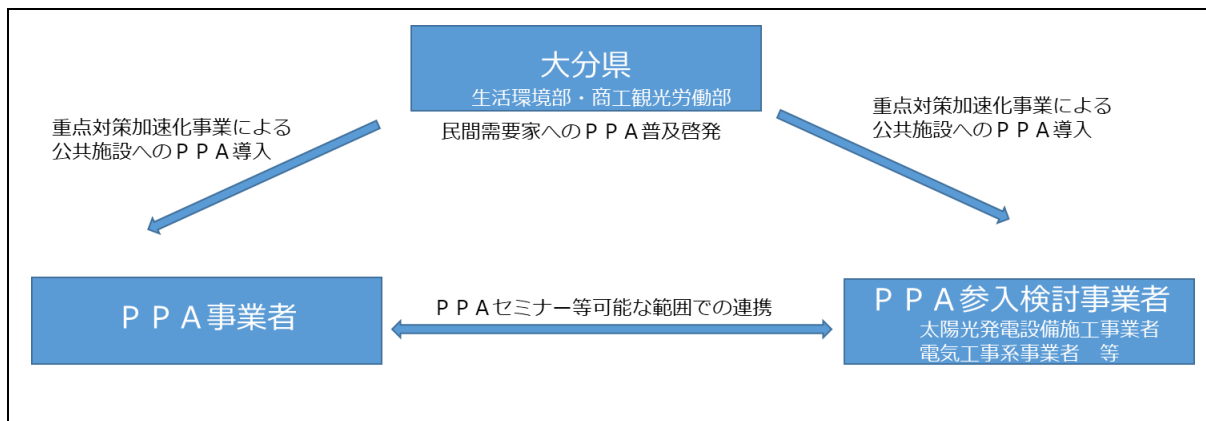 大分県
生活環境部・商工観光労働部
民間需要家へのＰＰＡ普及啓発
重点対策加速化事業による
公共施設へのＰＰＡ導入
重点対策加速化事業による
公共施設へのＰＰＡ導入
ＰＰＡ事業者
ＰＰＡセミナー等可能な範囲での連携
ＰＰＡ参入検討事業者
太陽光発電設備施工事業者
電気工事系事業者　等